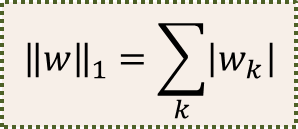 ‖w‖₁ = ∑ₖ|wₖ|